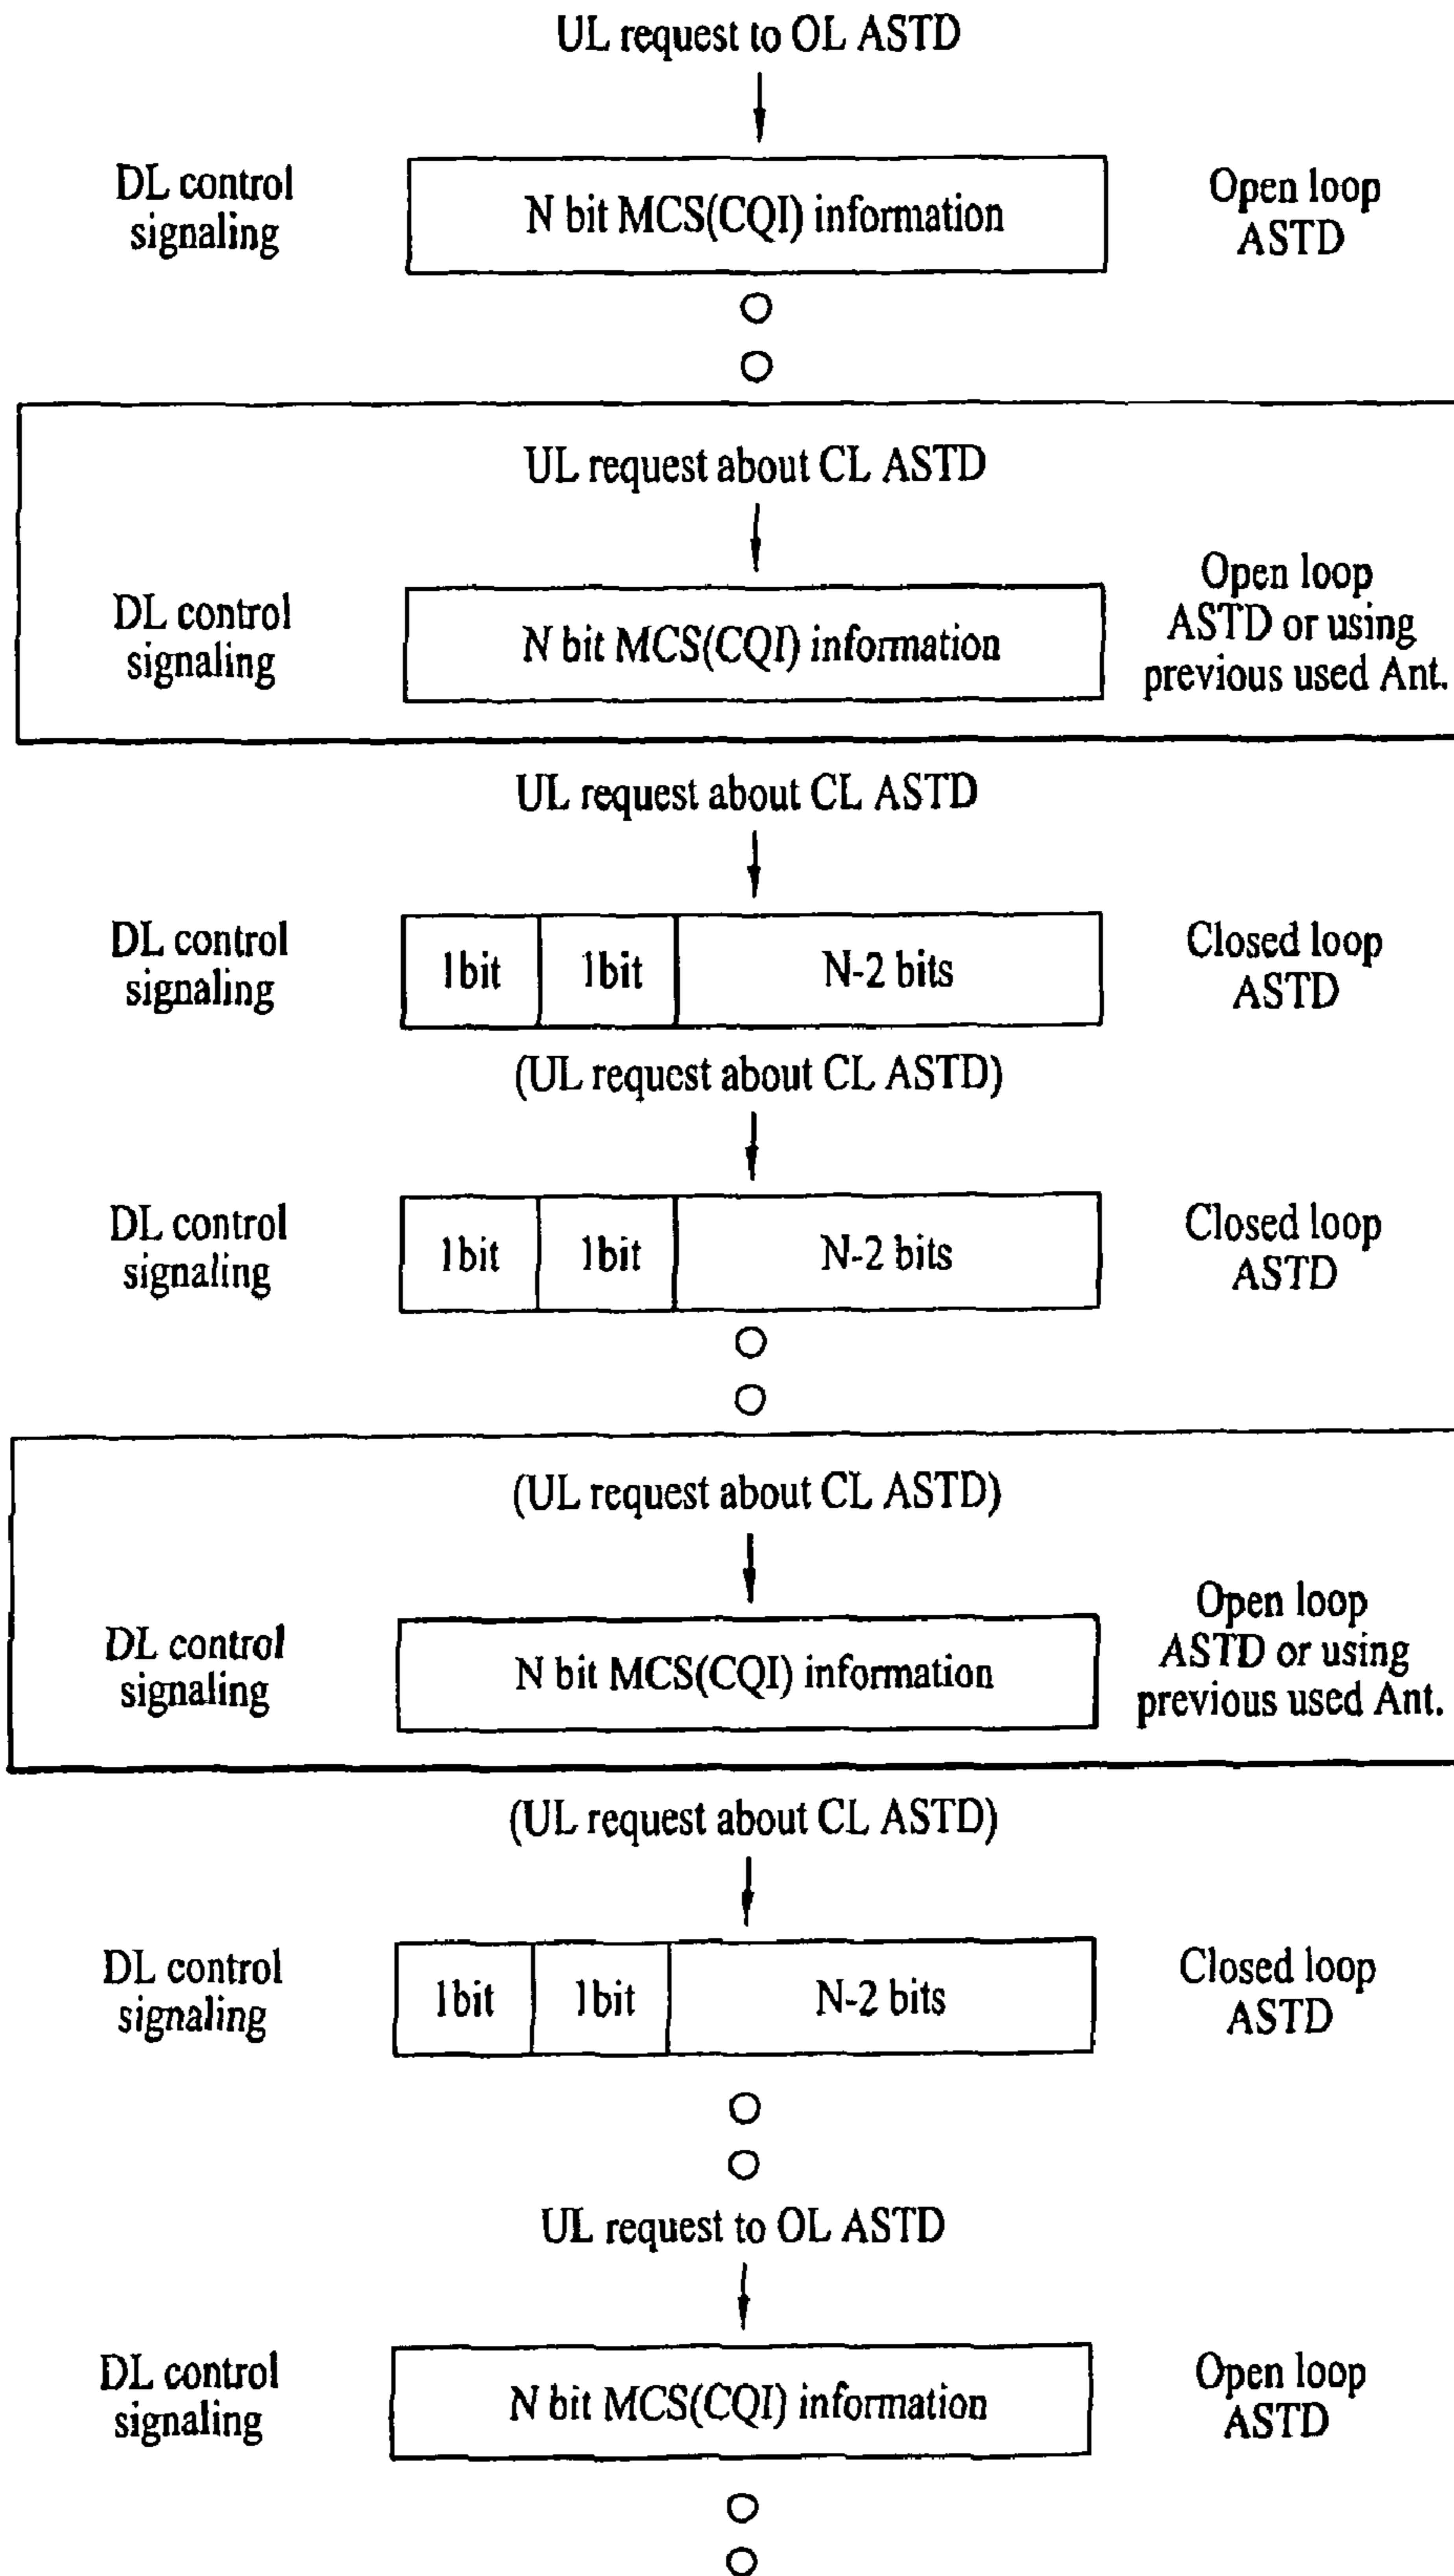 UL request to OL ASTD
DL control
signaling
N bit MCS(CQI) information
Open loop
ASTD
UL request about CL ASTD
DL control
signaling
N bit MCS(CQI) information
Open loop
ASTD or using
previous used Ant.
UL request about CL ASTD
DL control
signaling
1bit
1bit
N-2 bits
Closed loop
ASTD
(UL request about CL ASTD)
DL control
signaling
1bit
1bit
N-2 bits
Closed loop
ASTD
(UL request about CL ASTD)
DL control
signaling
N bit MCS(CQI) information
Open loop
ASTD or using
previous used Ant.
(UL request about CL ASTD)
DL control
signaling
1bit
1bit
N-2 bits
Closed loop
ASTD
UL request to OL ASTD
DL control
signaling
N bit MCS(CQI) information
Open loop
ASTD